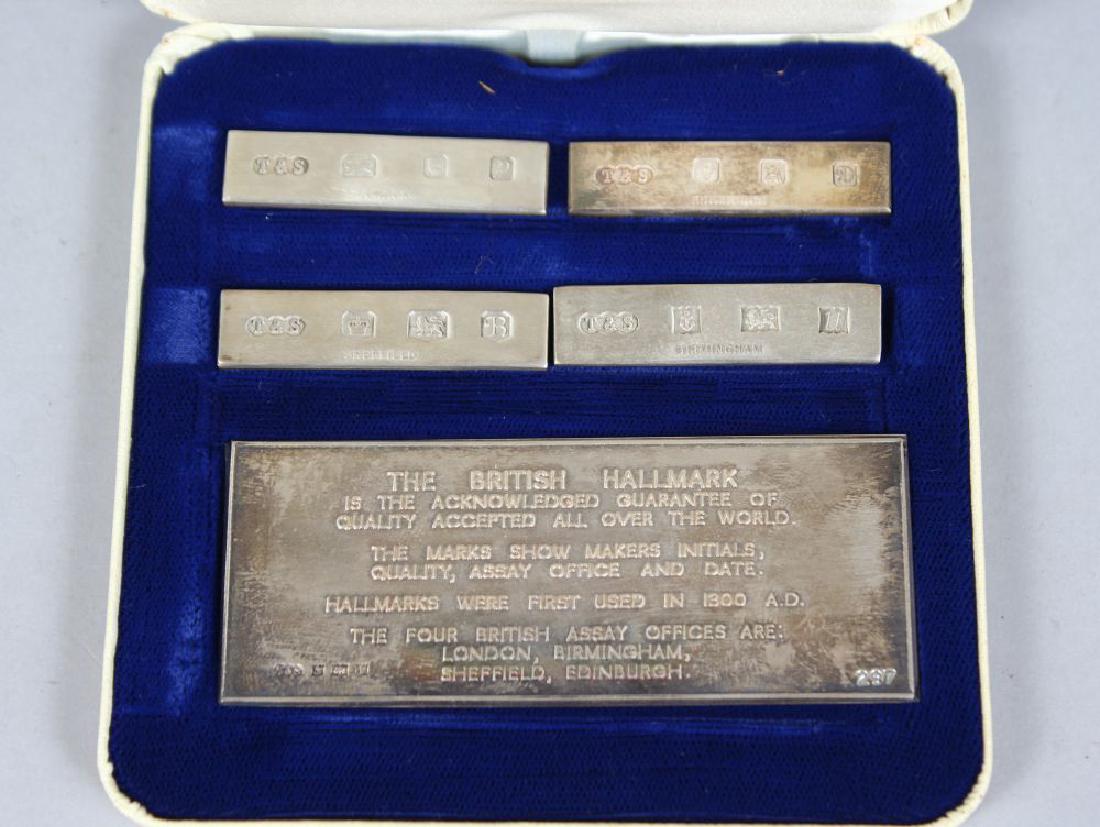 T & S
T & S
T & S B
SHEFFIELD
T & S
BIRMINGHAM
THE BRITISH HALLMARK
IS THE ACKNOWLEDGED GUARANTEE OF
QUALITY ACCEPTED ALL OVER THE WORLD.
THE MARKS SHOW MAKERS INITIALS,
QUALITY, ASSAY OFFICE AND DATE.
HALLMARKS WERE FIRST USED IN 1300 A.D.
THE FOUR BRITISH ASSAY OFFICES ARE:
LONDON, BIRMINGHAM,
SHEFFIELD, EDINBURGH.
297